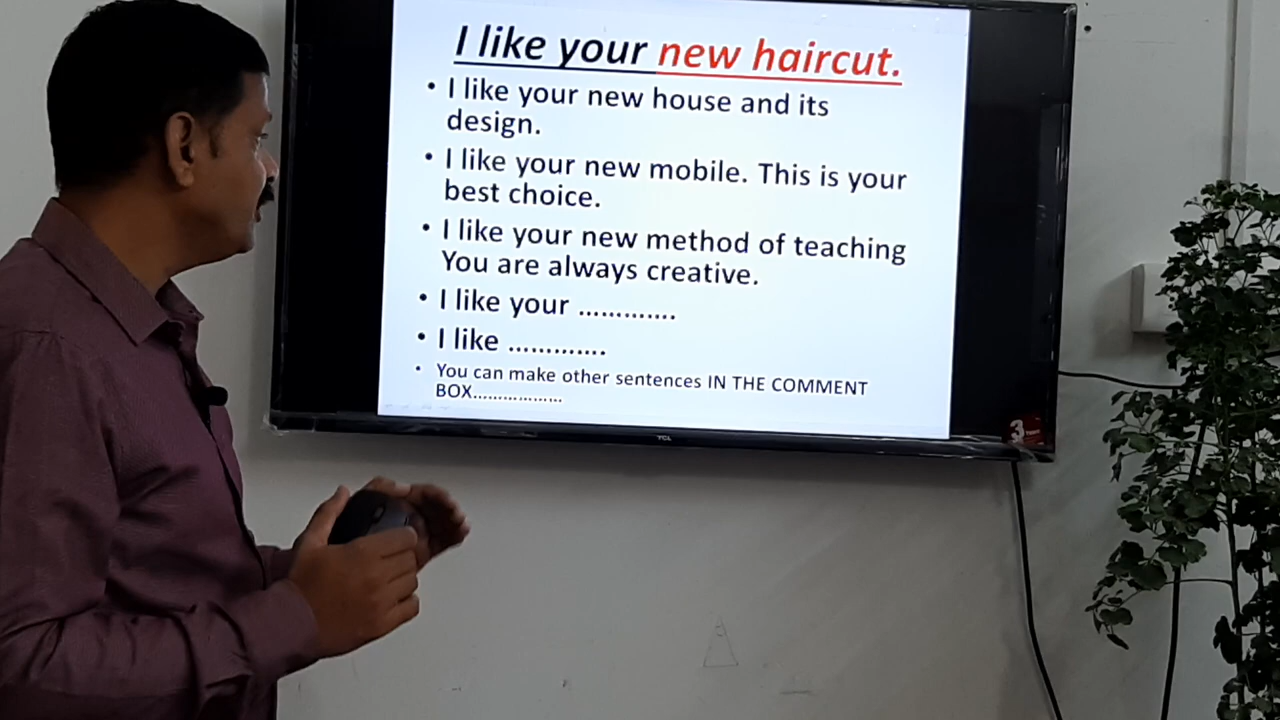 I like your new haircut.
• I like your new house and its
design.
• I like your new mobile. This is your
best choice.
• I like your new method of teaching
You are always creative.
• I like your .............
• I like .............
• You can make other sentences IN THE COMMENT
BOX..................
TCL
3